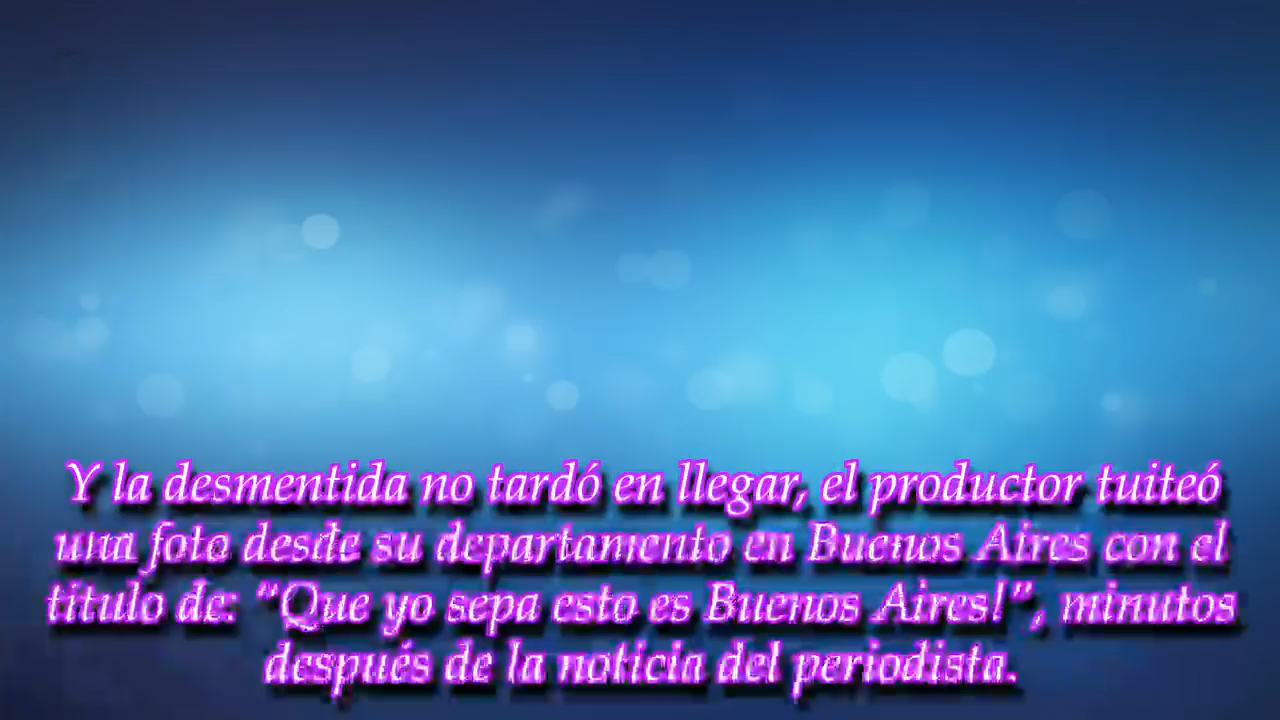 Y la desmentida no tardó en llegar, el productor tuiteó
una foto desde su departamento en Buenos Aires con el
titulo de: “Que yo sepa esto es Buenos Aires!”, minutos
después de la noticia del periodista.